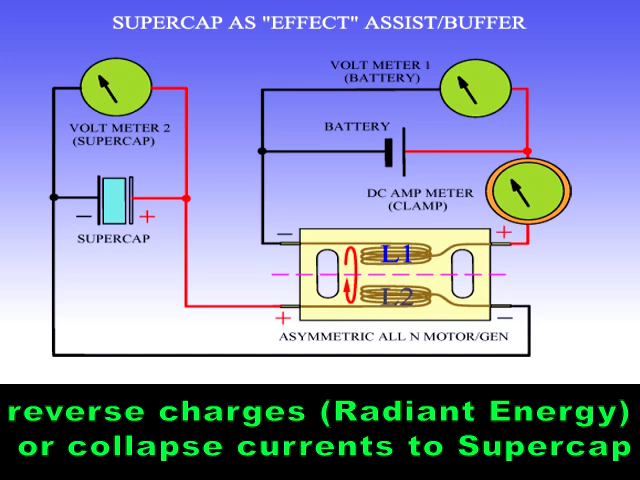 SUPERCAP AS "EFFECT" ASSIST/BUFFER
VOLT METER 1
(BATTERY)
VOLT METER 2
(SUPERCAP)
BATTERY
DC AMP METER
(CLAMP)
− +
SUPERCAP
− +
L1
L2
+ −
ASYMMETRIC ALL N MOTOR/GEN
reverse charges (Radiant Energy)
or collapse currents to Supercap